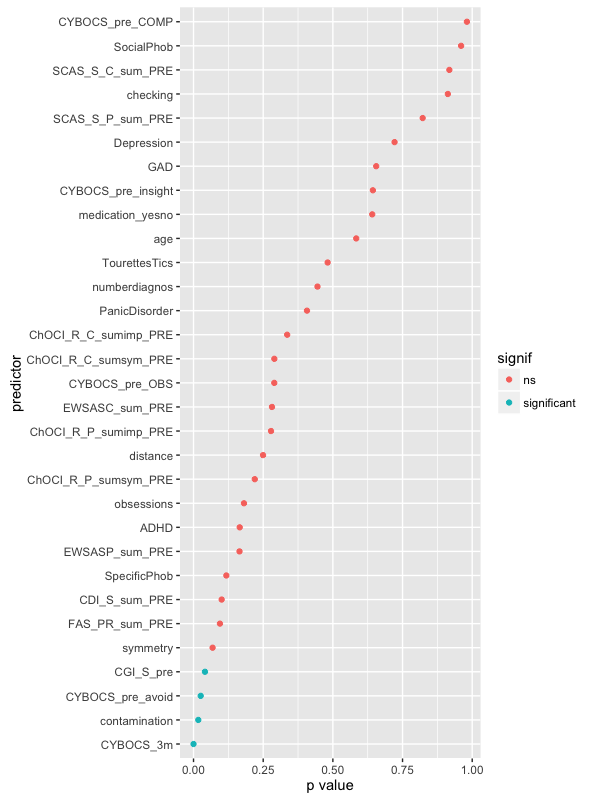 CYBOCS_pre_COMP
SocialPhob
SCAS_S_C_sum_PRE
checking
SCAS_S_P_sum_PRE
Depression
GAD
CYBOCS_pre_insight
medication_yesno
age
TourettesTics
numberdiagnos
PanicDisorder
ChOCI_R_C_sumimp_PRE
ChOCI_R_C_sumsym_PRE
CYBOCS_pre_OBS
EWSASC_sum_PRE
ChOCI_R_P_sumimp_PRE
distance
ChOCI_R_P_sumsym_PRE
obsessions
ADHD
EWSASP_sum_PRE
SpecificPhob
CDI_S_sum_PRE
FAS_PR_sum_PRE
symmetry
CGI_S_pre
CYBOCS_pre_avoid
contamination
CYBOCS_3m
predictor
0.00 0.25 0.50 0.75 1.00
p value
signif
ns
significant